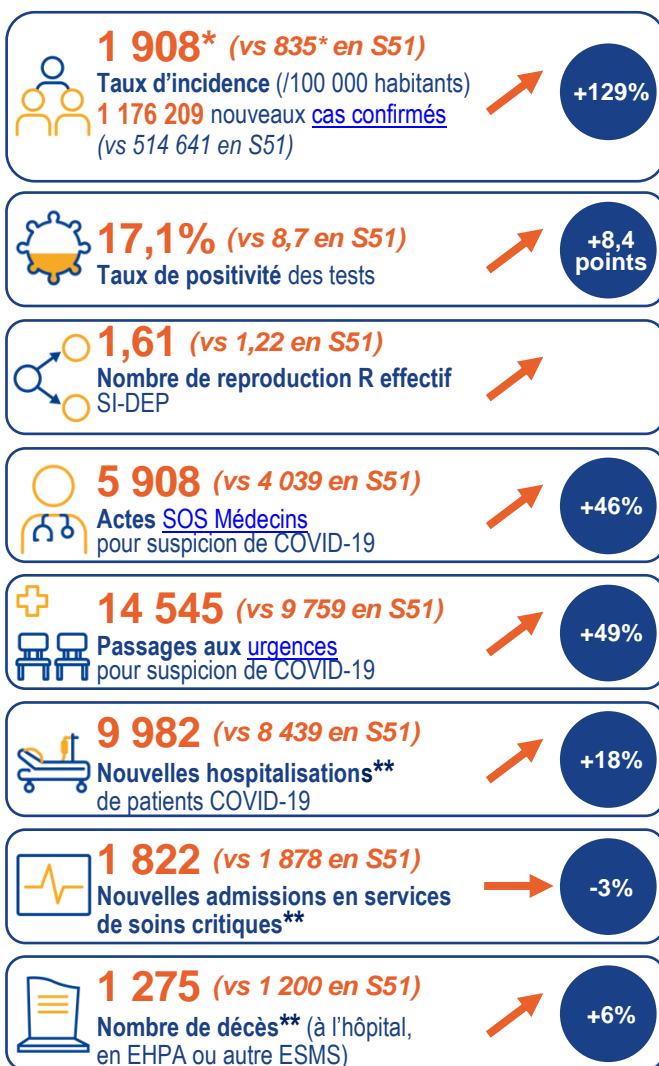 1 908* (vs 835* en S51)
Taux d'incidence (/100 000 habitants)
1 176 209 nouveaux cas confirmés
(vs 514 641 en S51)
+129%
17,1% (vs 8,7 en S51)
Taux de positivité des tests
+8,4
points
1,61 (vs 1,22 en S51)
Nombre de reproduction R effectif
SI-DEP
5 908 (vs 4 039 en S51)
Actes SOS Médecins
pour suspicion de COVID-19
+46%
14 545 (vs 9 759 en S51)
Passages aux urgences
pour suspicion de COVID-19
+49%
9 982 (vs 8 439 en S51)
Nouvelles hospitalisations**
de patients COVID-19
+18%
1 822 (vs 1 878 en S51)
Nouvelles admissions en services
de soins critiques**
-3%
1 275 (vs 1 200 en S51)
Nombre de décès** (à l'hôpital,
en EHPA ou autre ESMS)
+6%